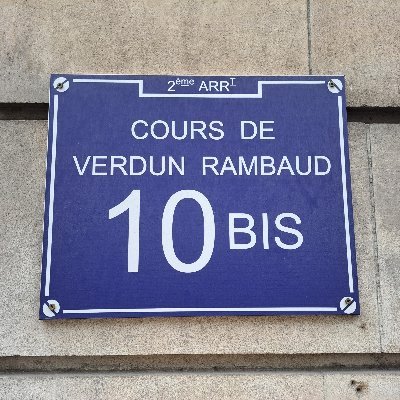 2ème ARRT
COURS DE
VERDUN RAMBAUD
10 BIS